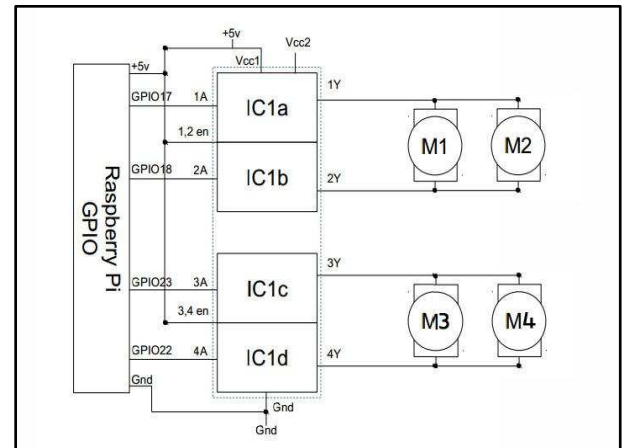 +5v
Vcc2
Vcc1
+5v
1Y
GPIO17
1A
IC1a
M1
M2
1,2 en
GPIO18
2A
IC1b
2Y
Raspberry Pi
GPIO
3Y
GPIO23
3A
IC1c
3,4 en
M3
M4
GPIO22
4A
IC1d
4Y
Gnd
Gnd
Gnd